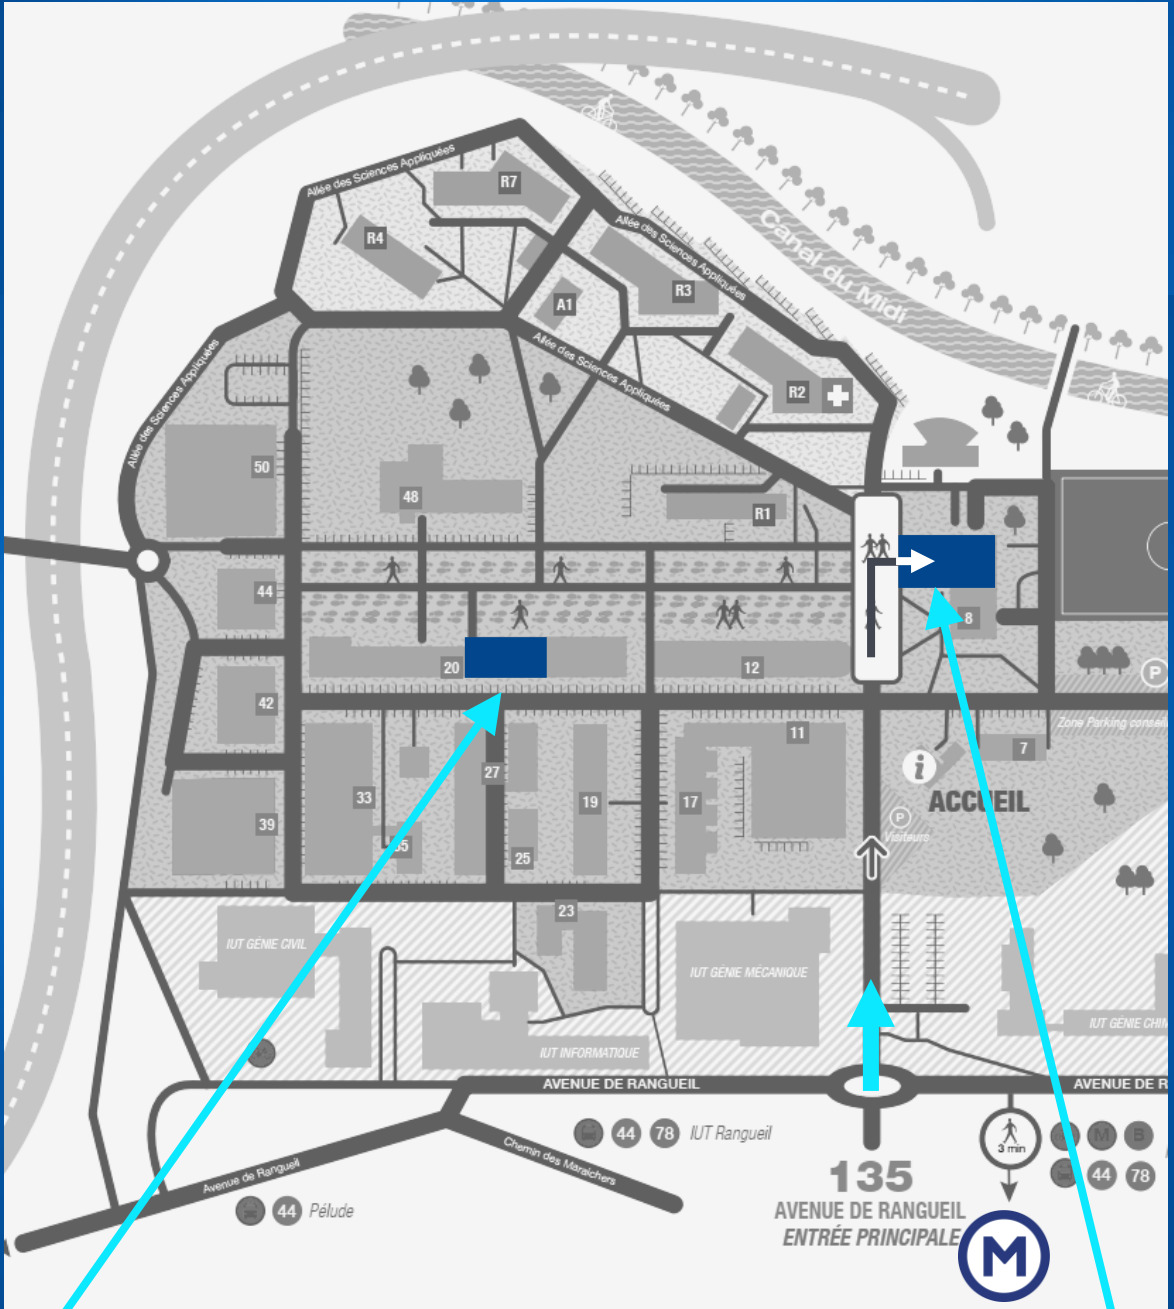 Allée des Sciences Appliquées
R7
R4
Allée des Sciences Appliquées
R3
A1
Canal du Midi
Allée des Sciences Appliquées
Allée des Sciences Appliquées
R2
50
48
R1
44
8
20
12
42
Zone Parking
P
11
7
i
ACCUEIL
27
33
19
17
39
P
Visiteurs
25
23
IUT GÉNIE CIVIL
IUT GÉNIE MÉCANIQUE
IUT INFORMATIQUE
IUT GÉNIE CHIM
AVENUE DE RANGUEIL
AVENUE DE R
44 78 IUT Rangueil
3 min
M B
44 78
Chemin des Maraîchers
Avenue de Rangueil
44 Pélude
135
AVENUE DE RANGUEIL
ENTRÉE PRINCIPALE
M